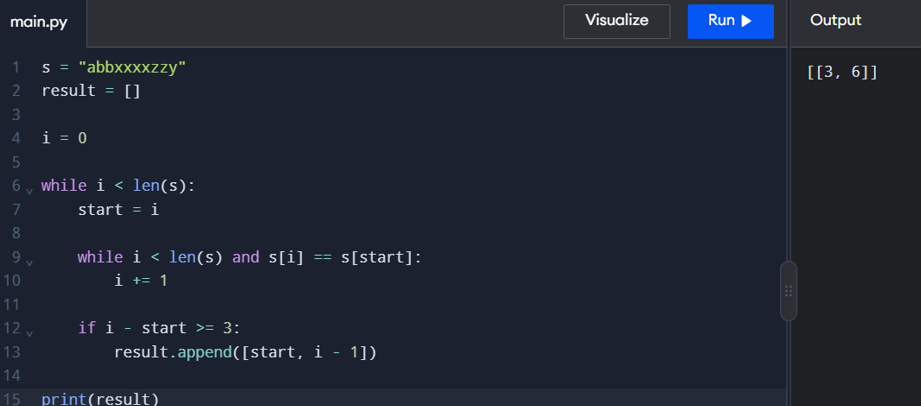 main.py
Visualize
Run
Output
1 s = "abbxxxxzzy"
2 result = []
3
4 i = 0
5
6 while i < len(s):
7     start = i
8
9     while i < len(s) and s[i] == s[start]:
10         i += 1
11
12     if i - start >= 3:
13         result.append([start, i - 1])
14
15 print(result)
[[3, 6]]